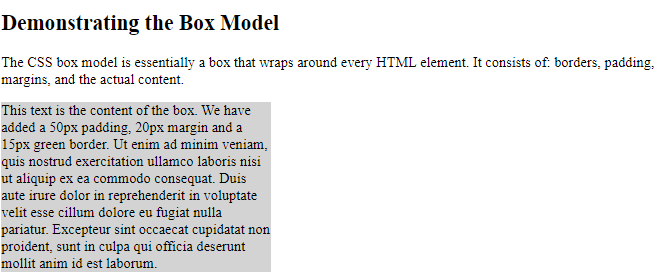 Demonstrating the Box Model
The CSS box model is essentially a box that wraps around every HTML element. It consists of: borders, padding,
margins, and the actual content.
This text is the content of the box. We have
added a 50px padding, 20px margin and a
15px green border. Ut enim ad minim veniam,
quis nostrud exercitation ullamco laboris nisi
ut aliquip ex ea commodo consequat. Duis
aute irure dolor in reprehenderit in voluptate
velit esse cillum dolore eu fugiat nulla
pariatur. Excepteur sint occaecat cupidatat non
proident, sunt in culpa qui officia deserunt
mollit anim id est laborum.